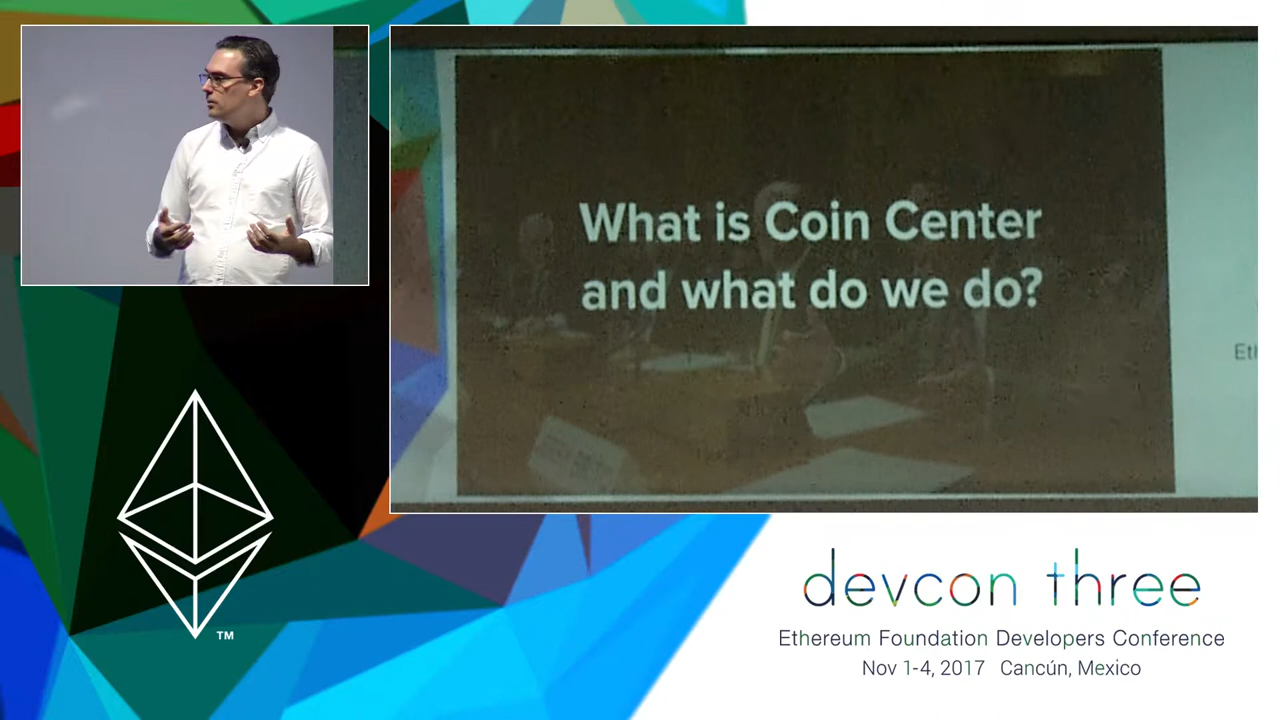 What is Coin Center
and what do we do?
TM
devcon three
Ethereum Foundation Developers Conference
Nov 1-4, 2017 Cancún, Mexico